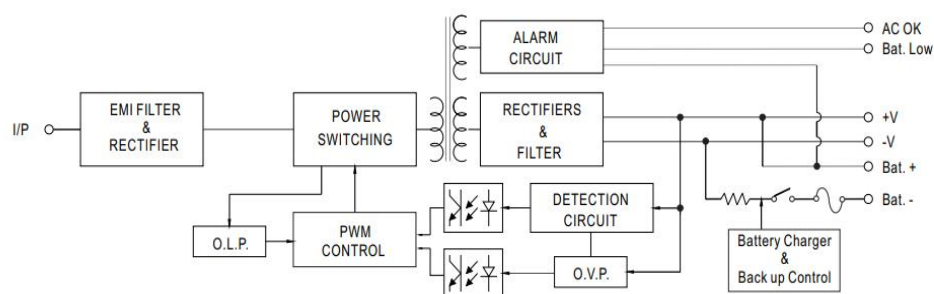 AC OK
ALARM
CIRCUIT
Bat. Low
I/P
EMI FILTER
&
RECTIFIER
POWER
SWITCHING
RECTIFIERS
&
FILTER
+V
-V
Bat. +
Bat. -
O.L.P.
PWM
CONTROL
DETECTION
CIRCUIT
O.V.P.
Battery Charger
&
Back up Control